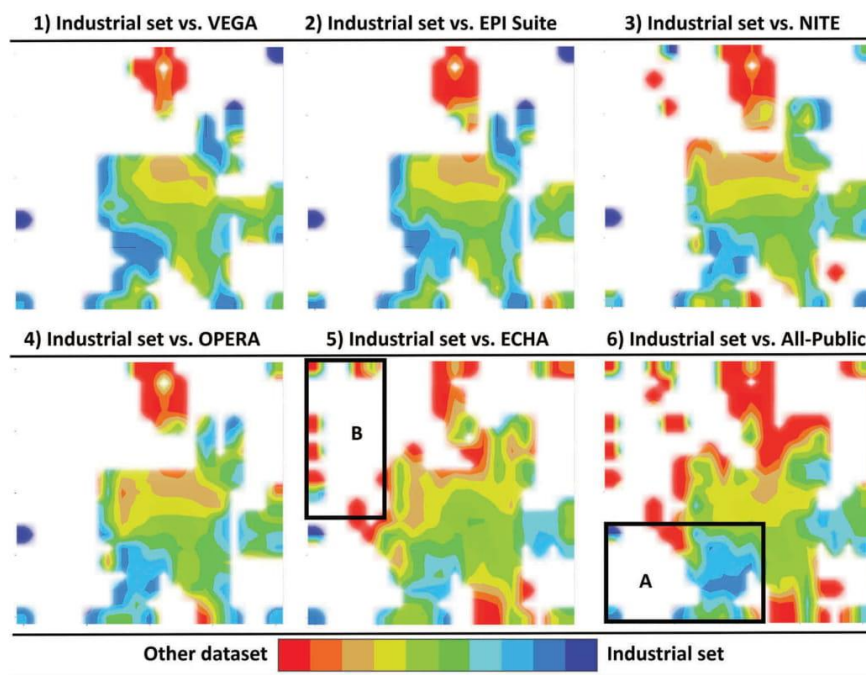 1) Industrial set vs. VEGA
2) Industrial set vs. EPI Suite
3) Industrial set vs. NITE
4) Industrial set vs. OPERA
5) Industrial set vs. ECHA
6) Industrial set vs. All-Public
B
A
Other dataset
Industrial set